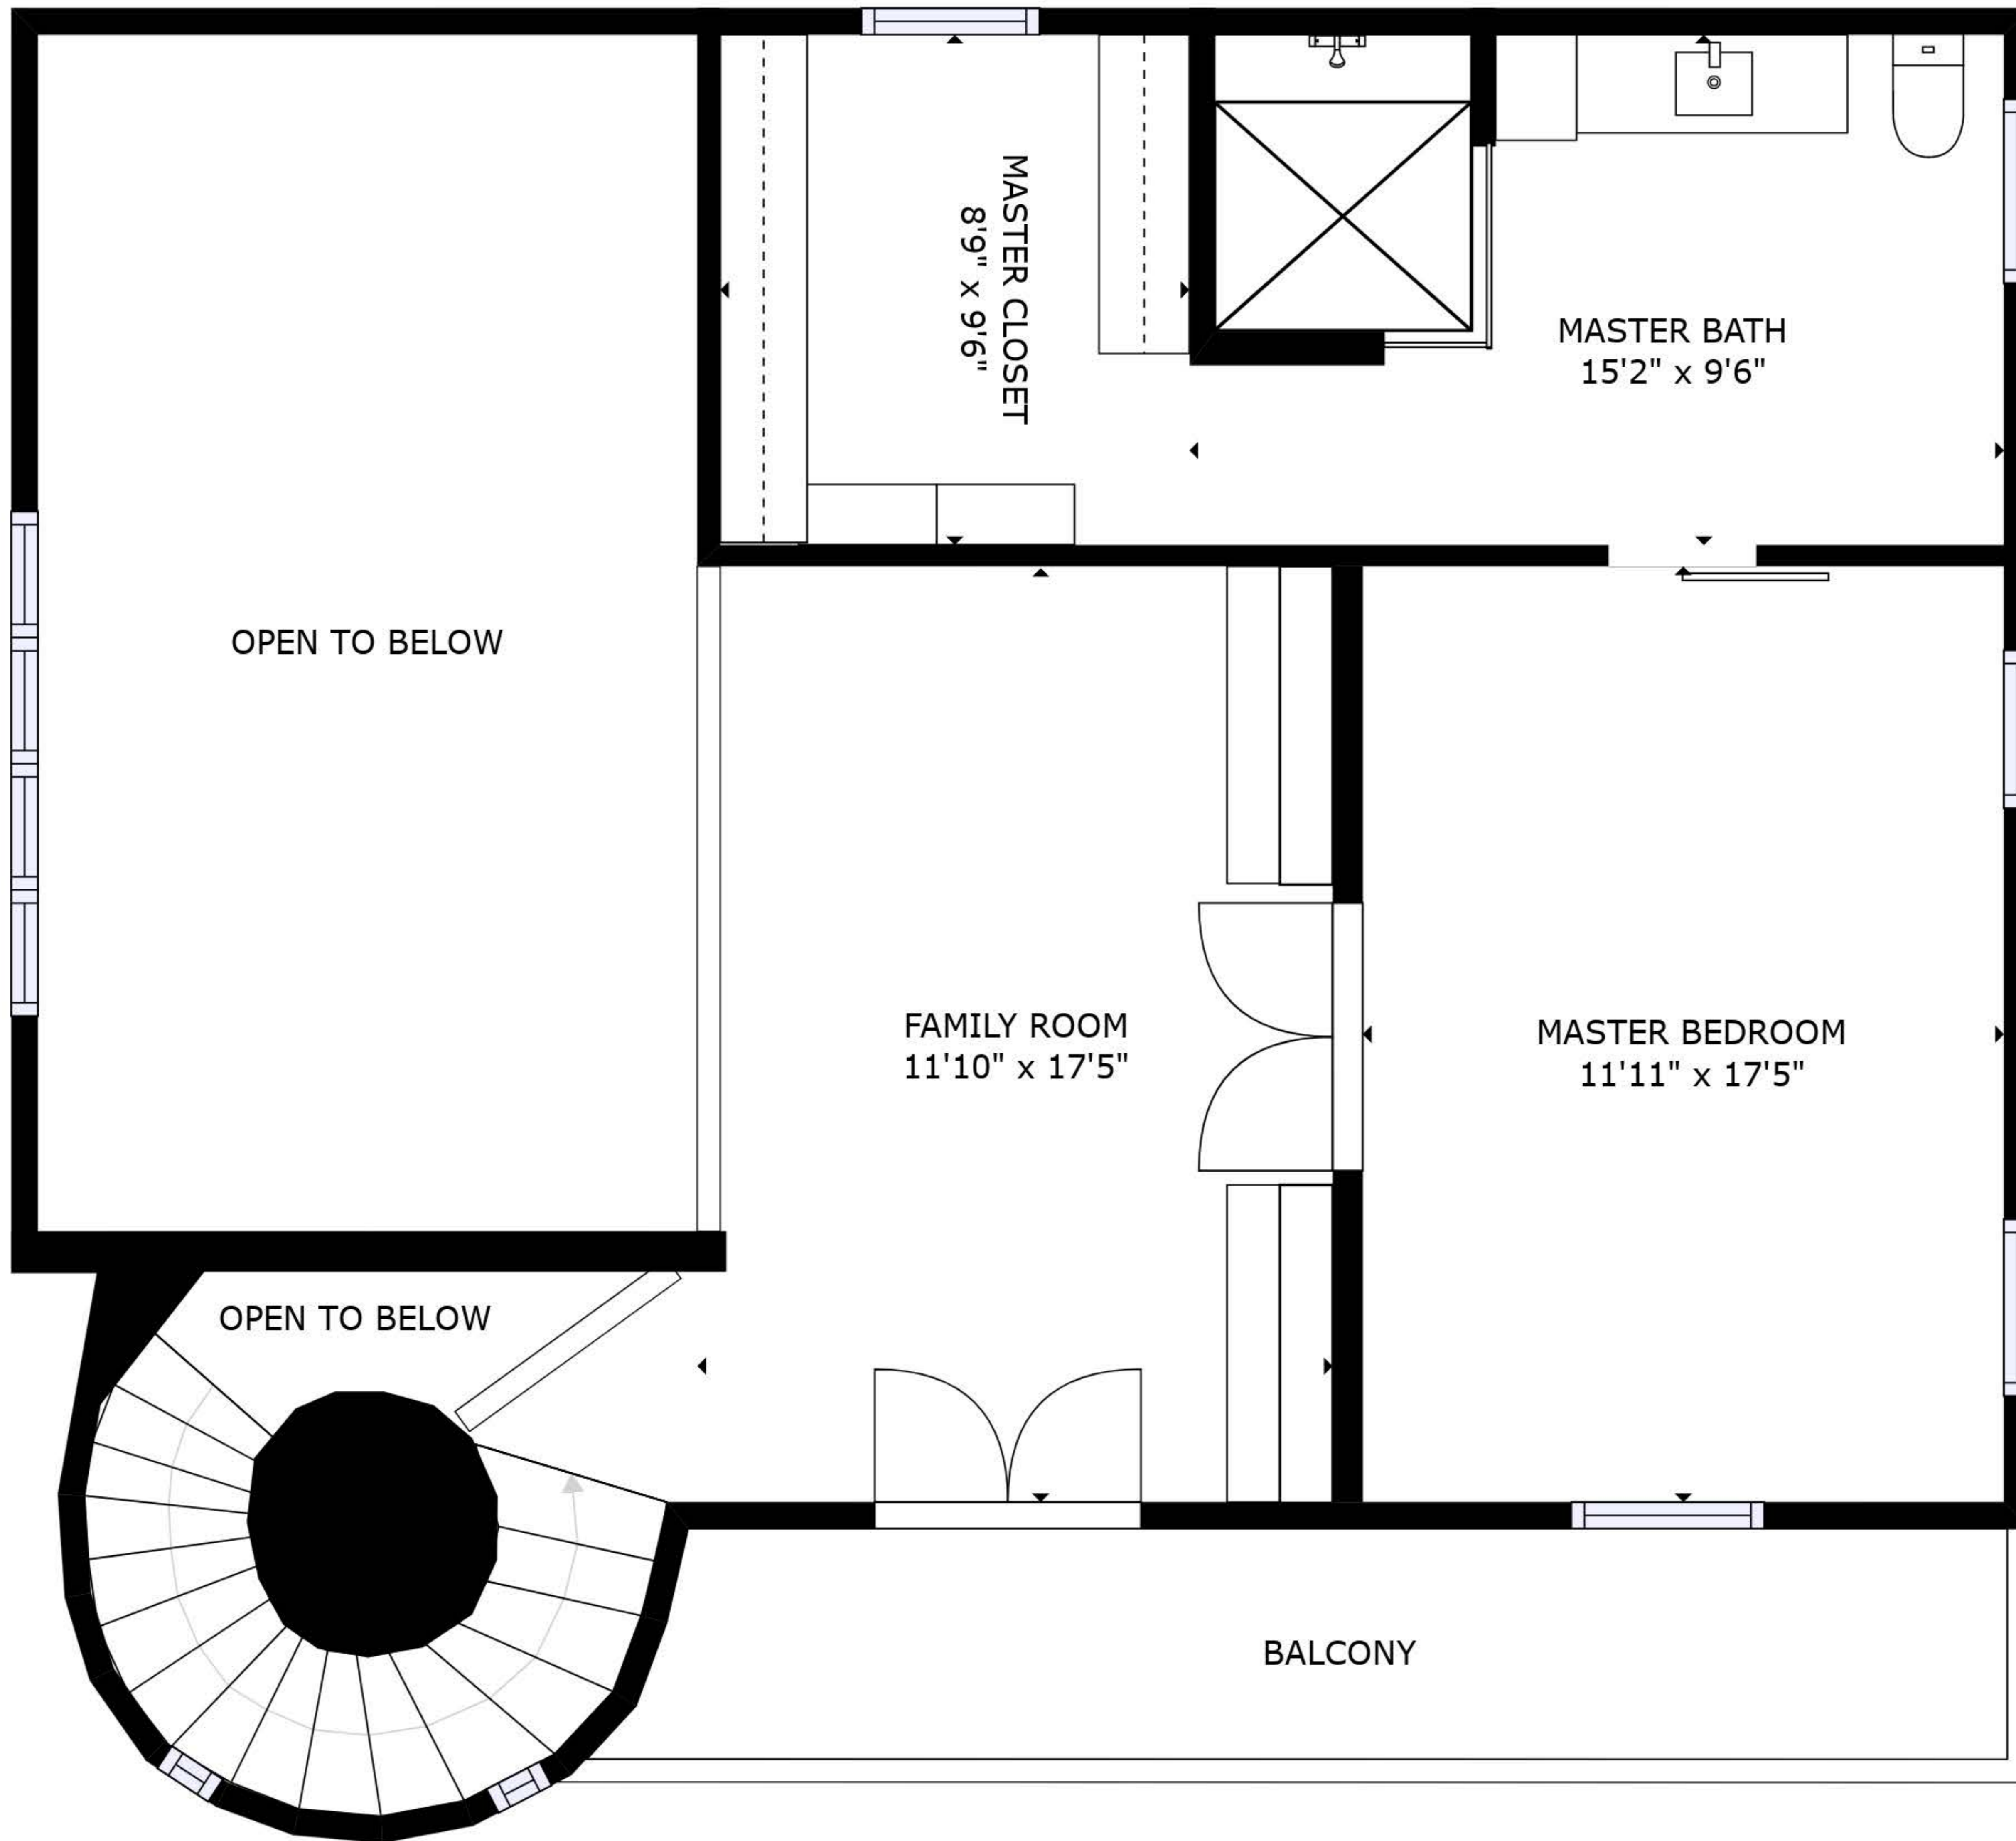 MASTER CLOSET
8'9" x 9'6"
MASTER BATH
15'2" x 9'6"
OPEN TO BELOW
FAMILY ROOM
11'10" x 17'5"
MASTER BEDROOM
11'11" x 17'5"
OPEN TO BELOW
BALCONY